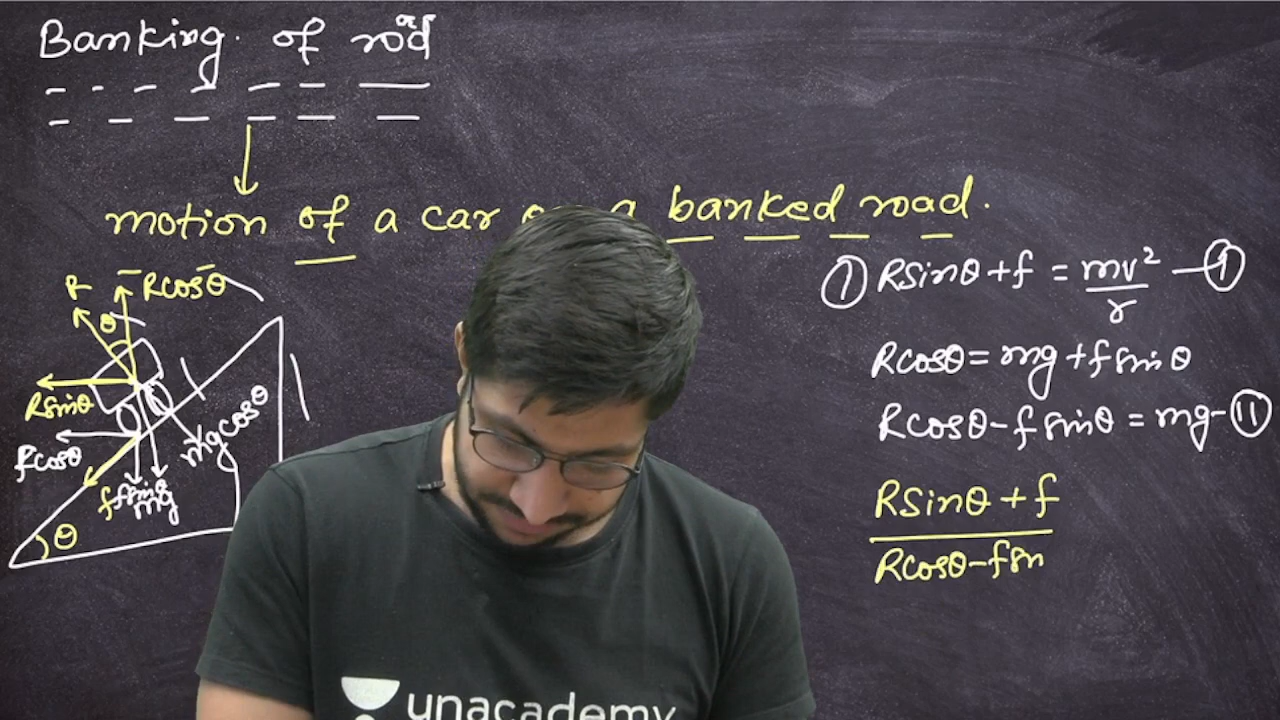 Banking of road
motion of a car a banked road.
R
Rcosθ
θ
Rsinθ
fcosθ
mgcosθ
f
fsinθ
mg
θ
① Rsinθ + f = mv²/r — ①
Rcosθ = mg + f sinθ
Rcosθ - f sinθ = mg - ⑪
Rsinθ + f
Rcosθ - fsn
unacademy